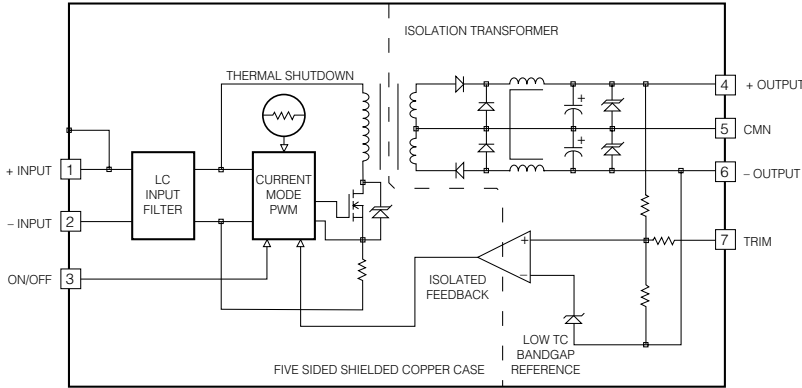 ISOLATION TRANSFORMER
THERMAL SHUTDOWN
4 + OUTPUT
+
5 CMN
+
6 – OUTPUT
+ INPUT 1
LC
INPUT
FILTER
CURRENT
MODE
PWM
– INPUT 2
7 TRIM
+
–
ON/OFF 3
ISOLATED
FEEDBACK
LOW TC
BANDGAP
REFERENCE
FIVE SIDED SHIELDED COPPER CASE